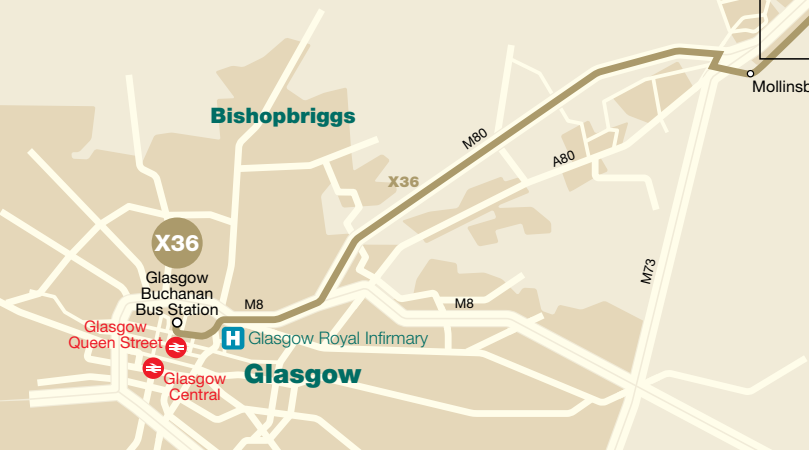 Bishopbriggs
Mollinsb
M80
A80
X36
X36
M73
Glasgow
Buchanan
Bus Station
M8
M8
Glasgow
Queen Street
H Glasgow Royal Infirmary
Glasgow
Central
Glasgow